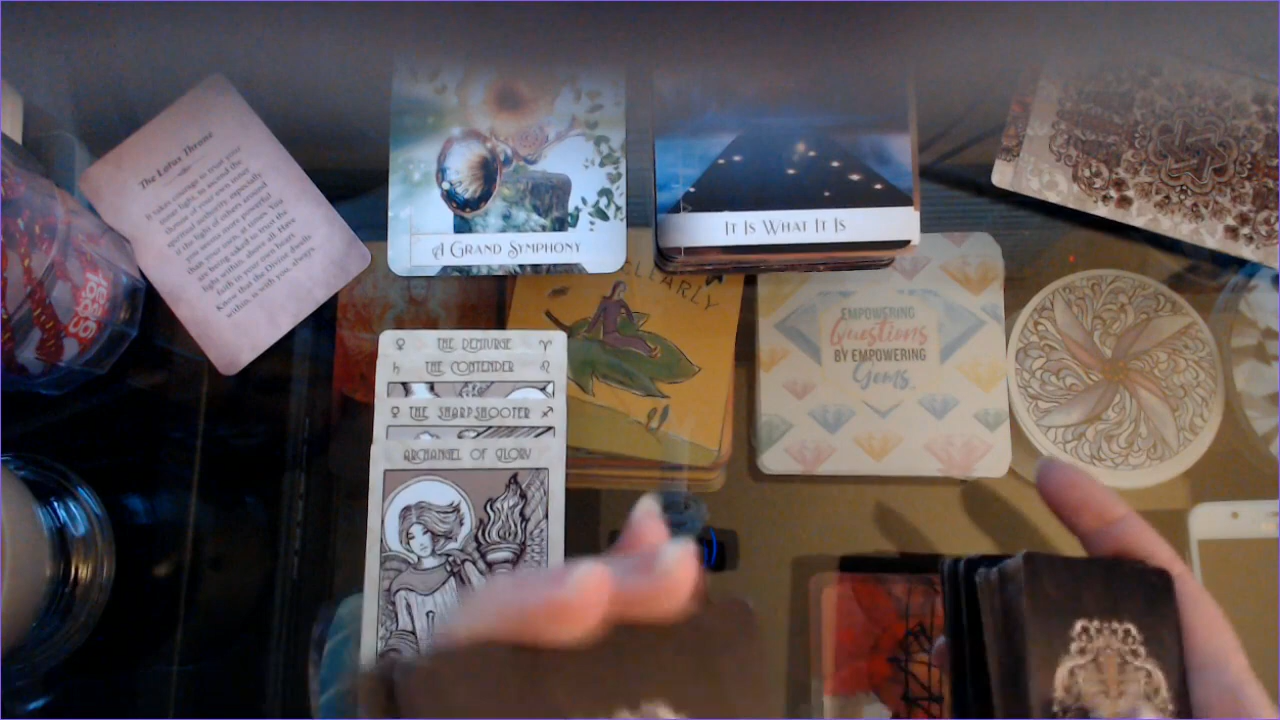 The Lotus Throne
It takes courage to trust your
inner light, to ascend the
throne of your own inner
spiritual authority especially
if the light of others around
you seems more powerful
than your own, at times. You
are being asked to trust the
light within, above all. Have
faith in your own heart.
Know that the Divine dwells
within, is with you, always.
A GRAND SYMPHONY
IT IS WHAT IT IS
CLEARLY
EMPOWERING
Questions
BY EMPOWERING
Gems
THE DEMIURGE
THE CONTENDER
THE SHARPSHOOTER
ARCHANGEL OF GLORY